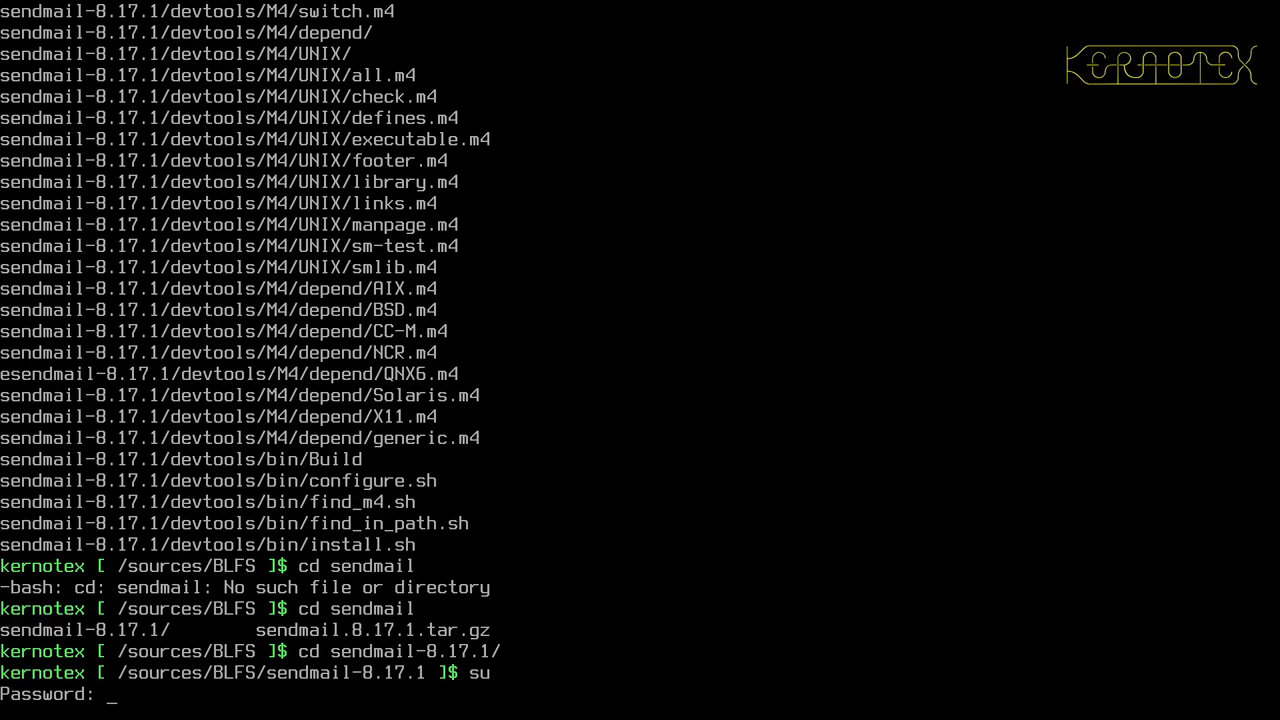 sendmail-8.17.1/devtools/M4/switch.m4
sendmail-8.17.1/devtools/M4/depend/
sendmail-8.17.1/devtools/M4/UNIX/
sendmail-8.17.1/devtools/M4/UNIX/all.m4
sendmail-8.17.1/devtools/M4/UNIX/check.m4
sendmail-8.17.1/devtools/M4/UNIX/defines.m4
sendmail-8.17.1/devtools/M4/UNIX/executable.m4
sendmail-8.17.1/devtools/M4/UNIX/footer.m4
sendmail-8.17.1/devtools/M4/UNIX/library.m4
sendmail-8.17.1/devtools/M4/UNIX/links.m4
sendmail-8.17.1/devtools/M4/UNIX/manpage.m4
sendmail-8.17.1/devtools/M4/UNIX/sm-test.m4
sendmail-8.17.1/devtools/M4/UNIX/smlib.m4
sendmail-8.17.1/devtools/M4/depend/AIX.m4
sendmail-8.17.1/devtools/M4/depend/BSD.m4
sendmail-8.17.1/devtools/M4/depend/CC-M.m4
sendmail-8.17.1/devtools/M4/depend/NCR.m4
esendmail-8.17.1/devtools/M4/depend/QNX6.m4
sendmail-8.17.1/devtools/M4/depend/Solaris.m4
sendmail-8.17.1/devtools/M4/depend/X11.m4
sendmail-8.17.1/devtools/M4/depend/generic.m4
sendmail-8.17.1/devtools/bin/Build
sendmail-8.17.1/devtools/bin/configure.sh
sendmail-8.17.1/devtools/bin/find_m4.sh
sendmail-8.17.1/devtools/bin/find_in_path.sh
sendmail-8.17.1/devtools/bin/install.sh
kernotex [ /sources/BLFS ]$ cd sendmail
-bash: cd: sendmail: No such file or directory
kernotex [ /sources/BLFS ]$ cd sendmail
sendmail-8.17.1/        sendmail.8.17.1.tar.gz
kernotex [ /sources/BLFS ]$ cd sendmail-8.17.1/
kernotex [ /sources/BLFS/sendmail-8.17.1 ]$ su
Password: _
KERNOTEX